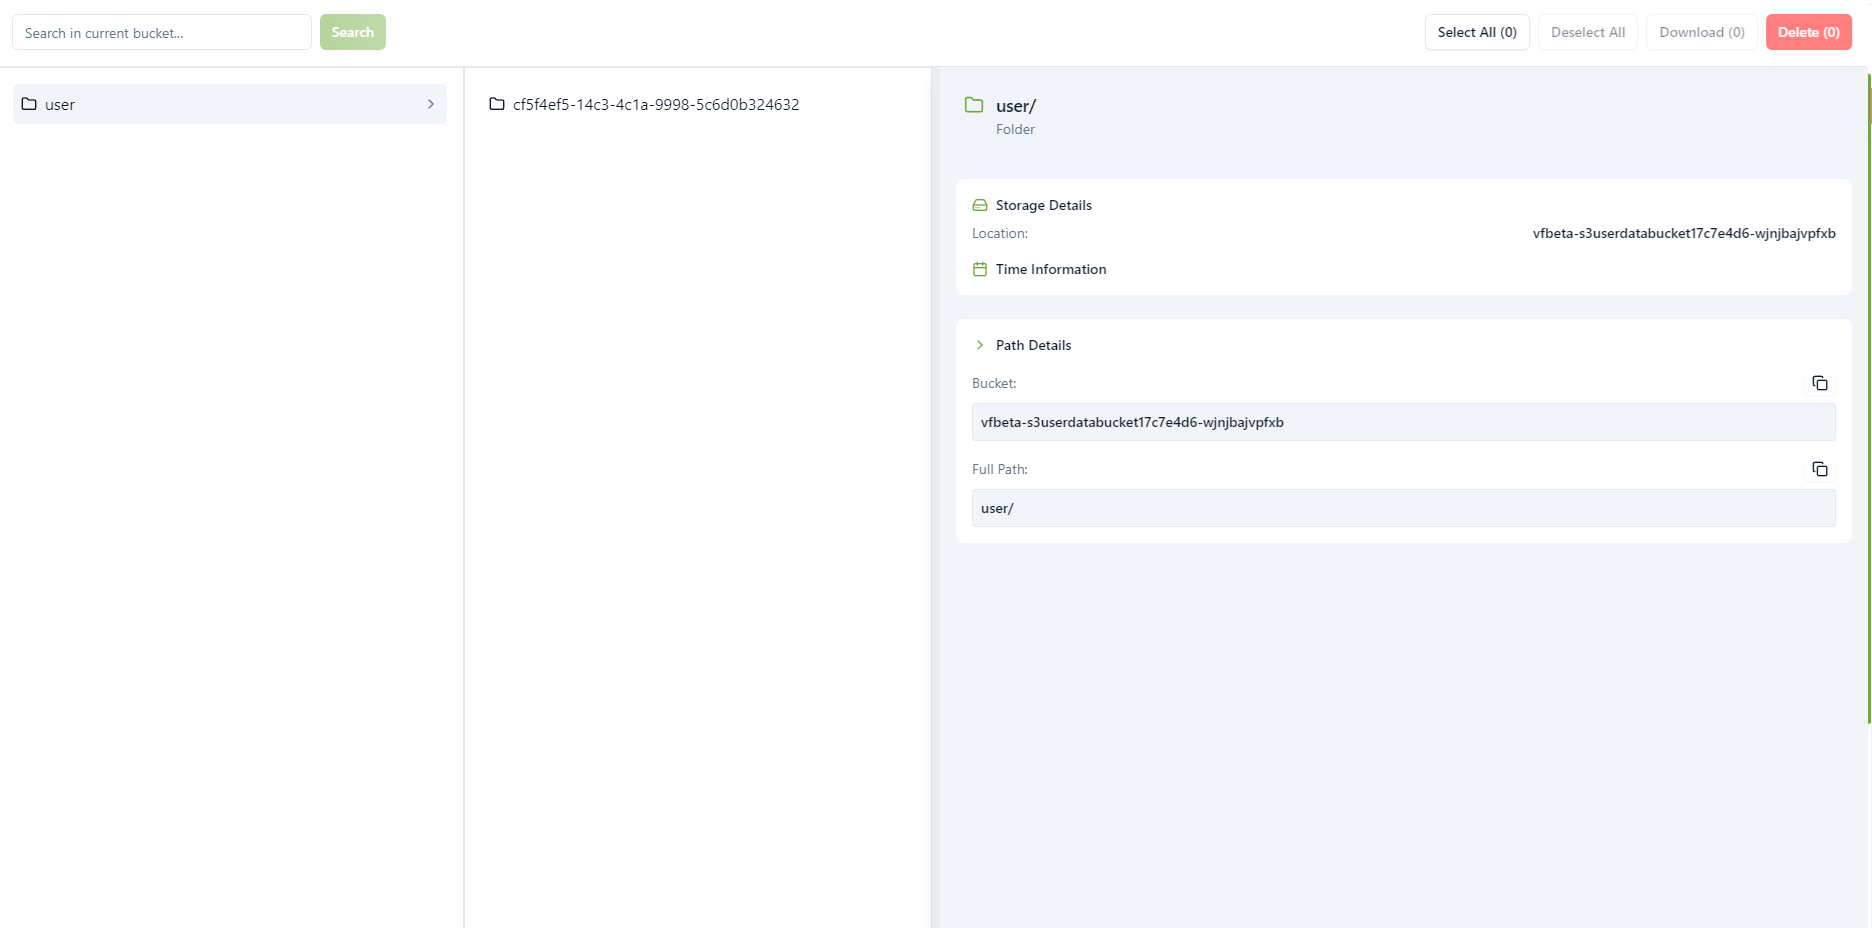 Search in current bucket...
Search
Select All (0)
Deselect All
Download (0)
Delete (0)
user
cf5f4ef5-14c3-4c1a-9998-5c6d0b324632
user/
Folder
Storage Details
Location:
vfbeta-s3userdatabucket17c7e4d6-wjnjbajvpfxb
Time Information
Path Details
Bucket:
vfbeta-s3userdatabucket17c7e4d6-wjnjbajvpfxb
Full Path:
user/